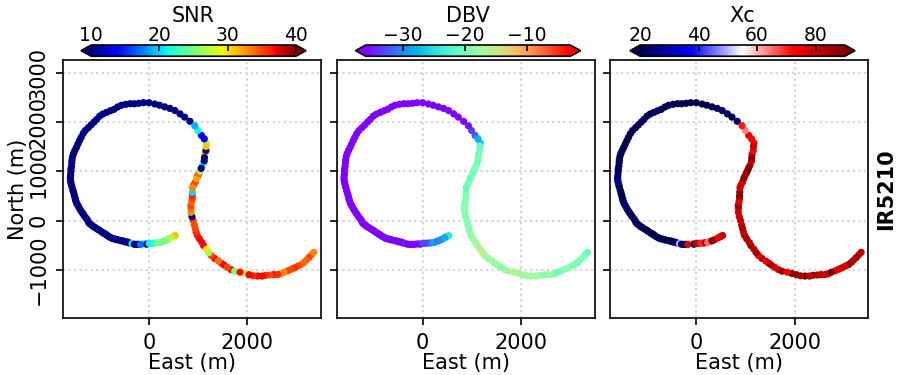 SNR
10 20 30 40
DBV
−30 −20 −10
Xc
20 40 60 80
North (m)
3000
2000
1000
0
−1000
0 2000
East (m)
0 2000
East (m)
0 2000
East (m)
IR5210